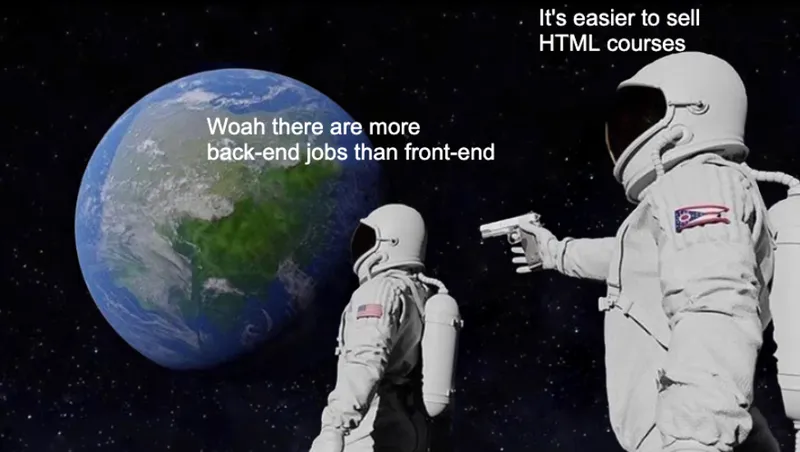 It's easier to sell
HTML courses
Woah there are more
back-end jobs than front-end